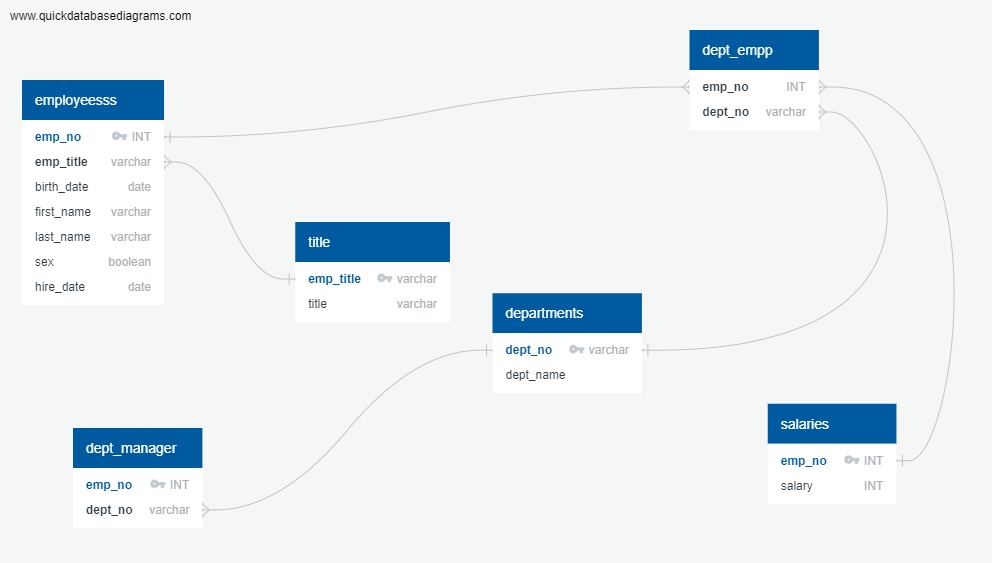 www.quickdatabasediagrams.com
employeesss
emp_no INT
emp_title varchar
birth_date date
first_name varchar
last_name varchar
sex boolean
hire_date date
dept_empp
emp_no INT
dept_no varchar
title
emp_title varchar
title varchar
departments
dept_no varchar
dept_name
dept_manager
emp_no INT
dept_no varchar
salaries
emp_no INT
salary INT